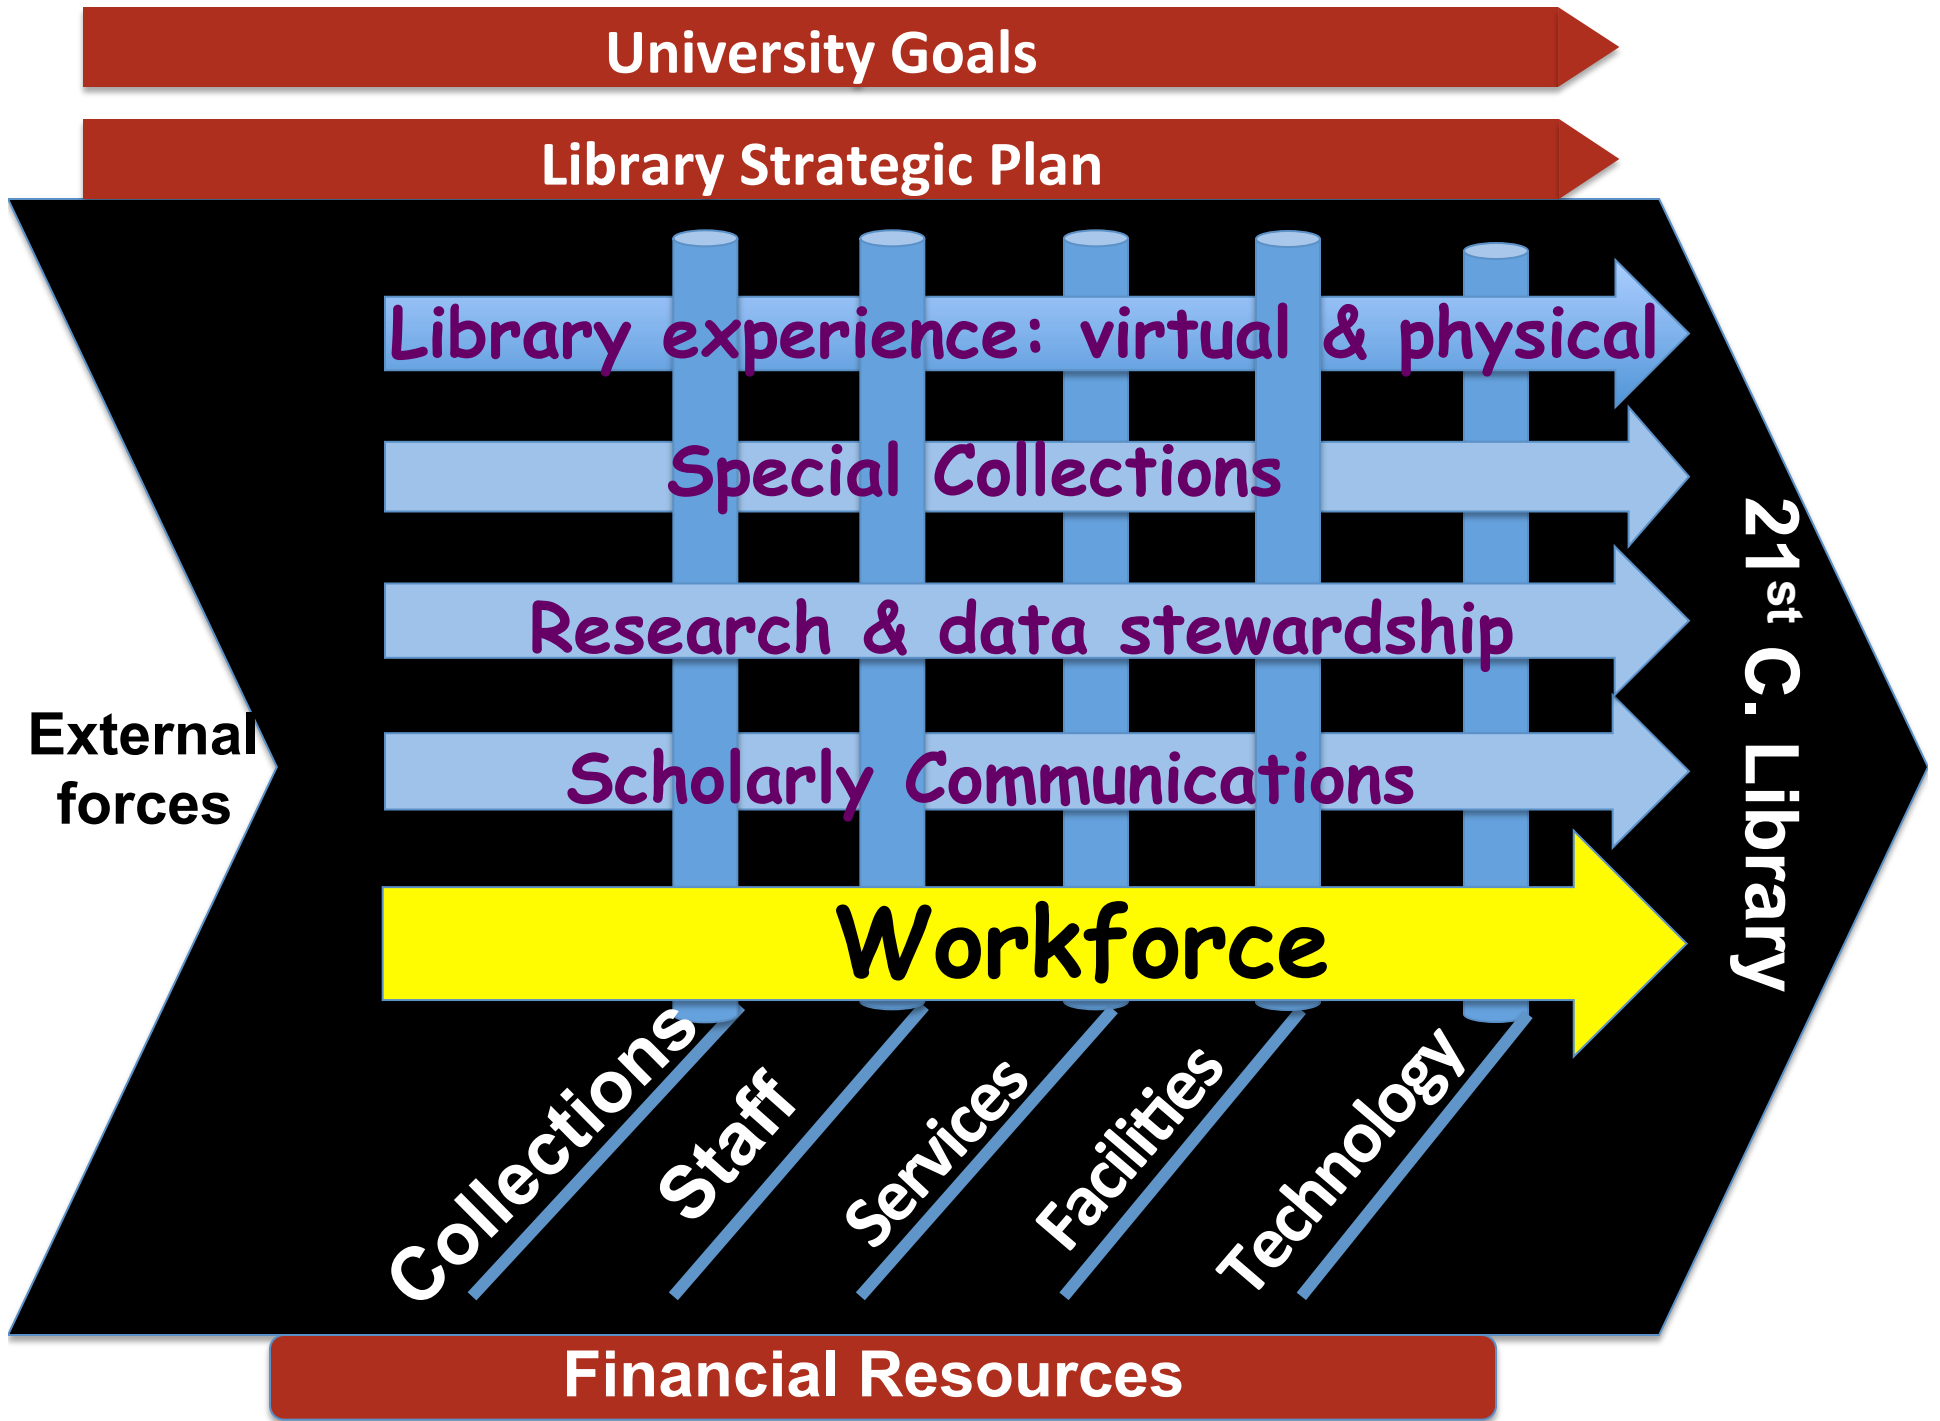 University Goals
Library Strategic Plan
Library experience: virtual & physical
Special Collections
Research & data stewardship
Scholarly Communications
Workforce
External
forces
21st C. Library
Collections
Staff
Services
Facilities
Technology
Financial Resources